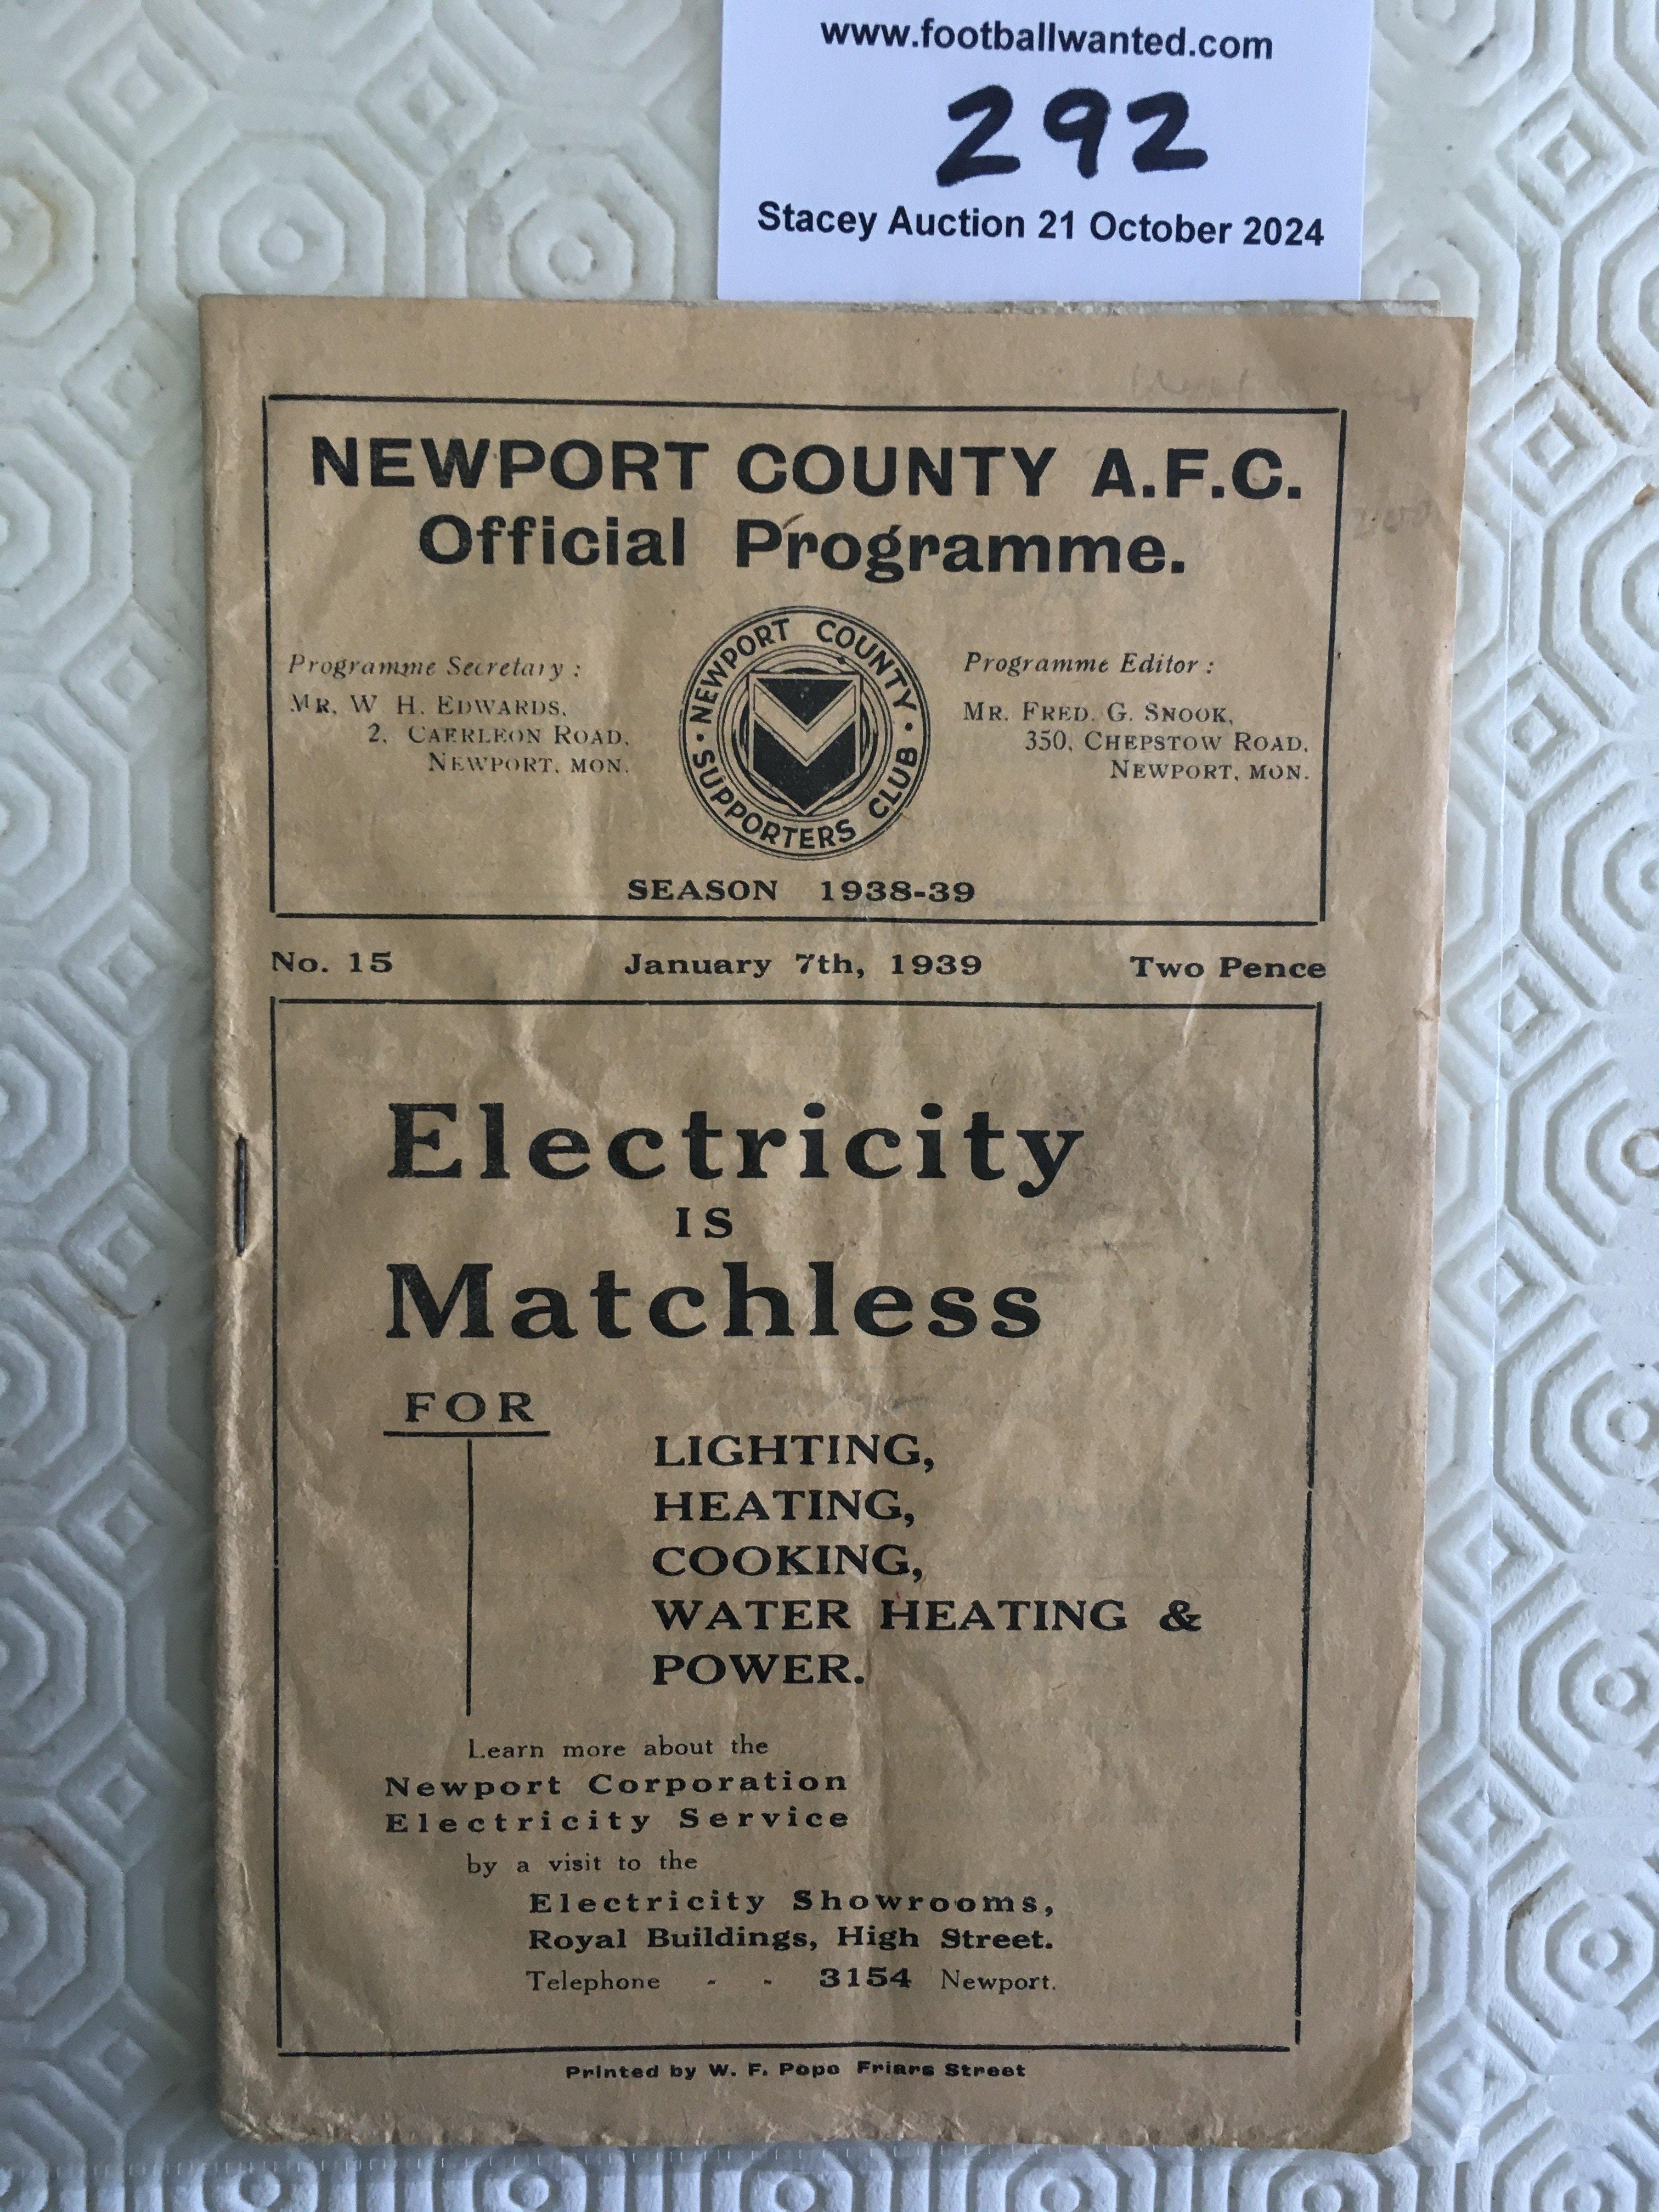 www.footballwanted.com
292
Stacey Auction 21 October 2024
NEWPORT COUNTY A.F.C.
Official Programme.
Programme Secretary:
MR. W H. EDWARDS,
2, CAERLEON ROAD,
NEWPORT, MON.
NEWPORT COUNTY
SUPPORTERS CLUB
Programme Editor:
MR. FRED. G. SNOOK,
350, CHEPSTOW ROAD,
NEWPORT, MON.
SEASON 1938-39
No. 15 January 7th, 1939 Two Pence
Electricity
IS
Matchless
FOR
LIGHTING,
HEATING,
COOKING,
WATER HEATING &
POWER.
Learn more about the
Newport Corporation
Electricity Service
by a visit to the
Electricity Showrooms,
Royal Buildings, High Street.
Telephone - - 3154 Newport.
Printed by W. F. Popo Friars Street